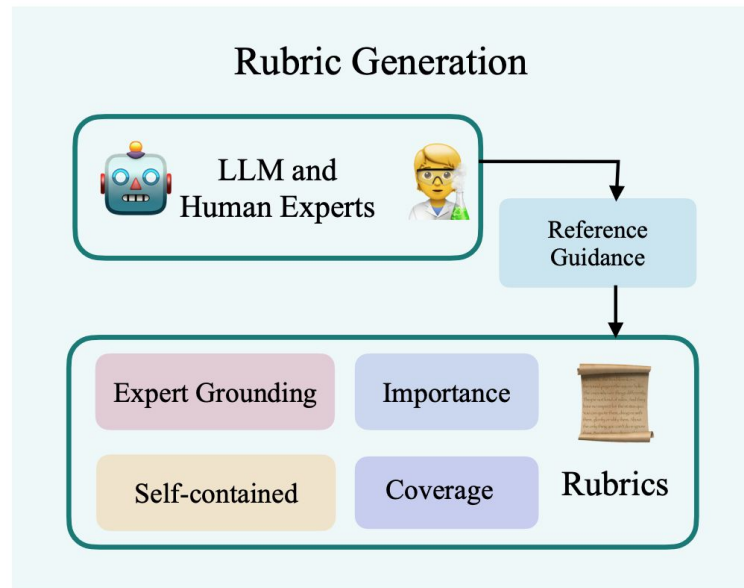 Rubric Generation
LLM and
Human Experts
Reference
Guidance
Expert Grounding
Importance
Self-contained
Coverage
Rubrics